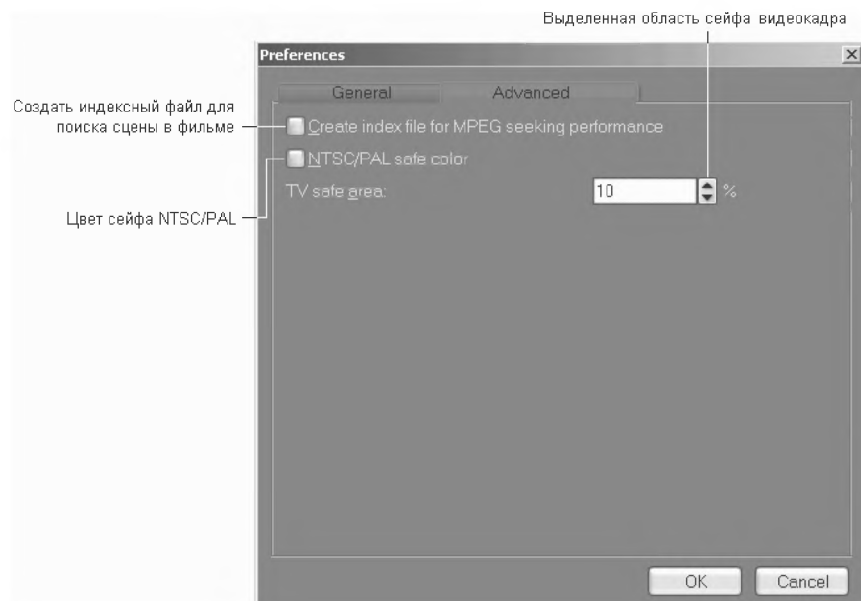 Выделенная область сейфа видеокадра
Preferences
General
Advanced
Создать индексный файл для
поиска сцены в фильме
Create index file for MPEG seeking performance
NTSC/PAL safe color
TV safe area:
10
%
Цвет сейфа NTSC/PAL
OK
Cancel